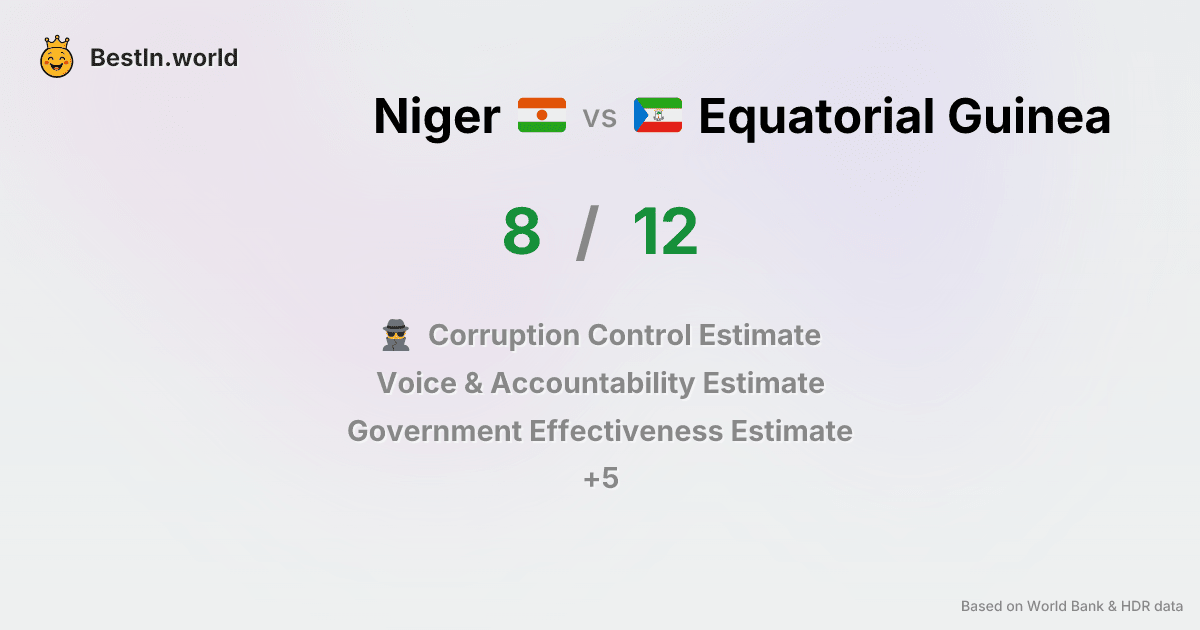 BestIn.world
Niger vs Equatorial Guinea
8 / 12
Corruption Control Estimate
Voice & Accountability Estimate
Government Effectiveness Estimate
+5
Based on World Bank & HDR data